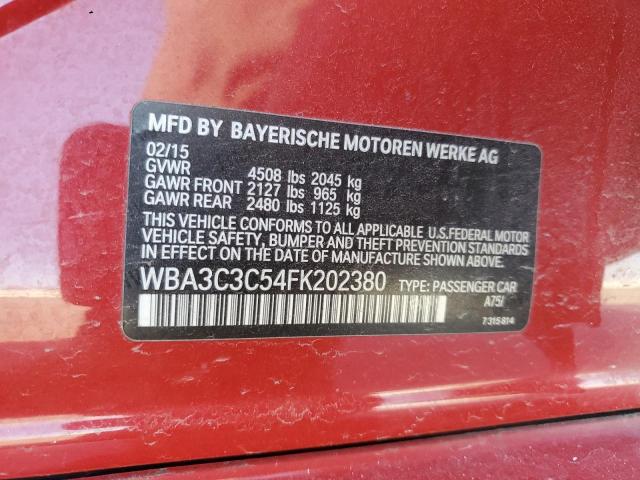 MFD BY BAYERISCHE MOTOREN WERKE AG
02/15
GVWR 4508 lbs 2045 kg
GAWR FRONT 2127 lbs 965 kg
GAWR REAR 2480 lbs 1125 kg
THIS VEHICLE CONFORMS TO ALL APPLICABLE U.S.FEDERAL MOTOR
VEHICLE SAFETY, BUMPER AND THEFT PREVENTION STANDARDS
IN EFFECT ON THE DATE OF MANUFACTURE SHOWN ABOVE.
WBA3C3C54FK202380 TYPE: PASSENGER CAR
A75/
7315814